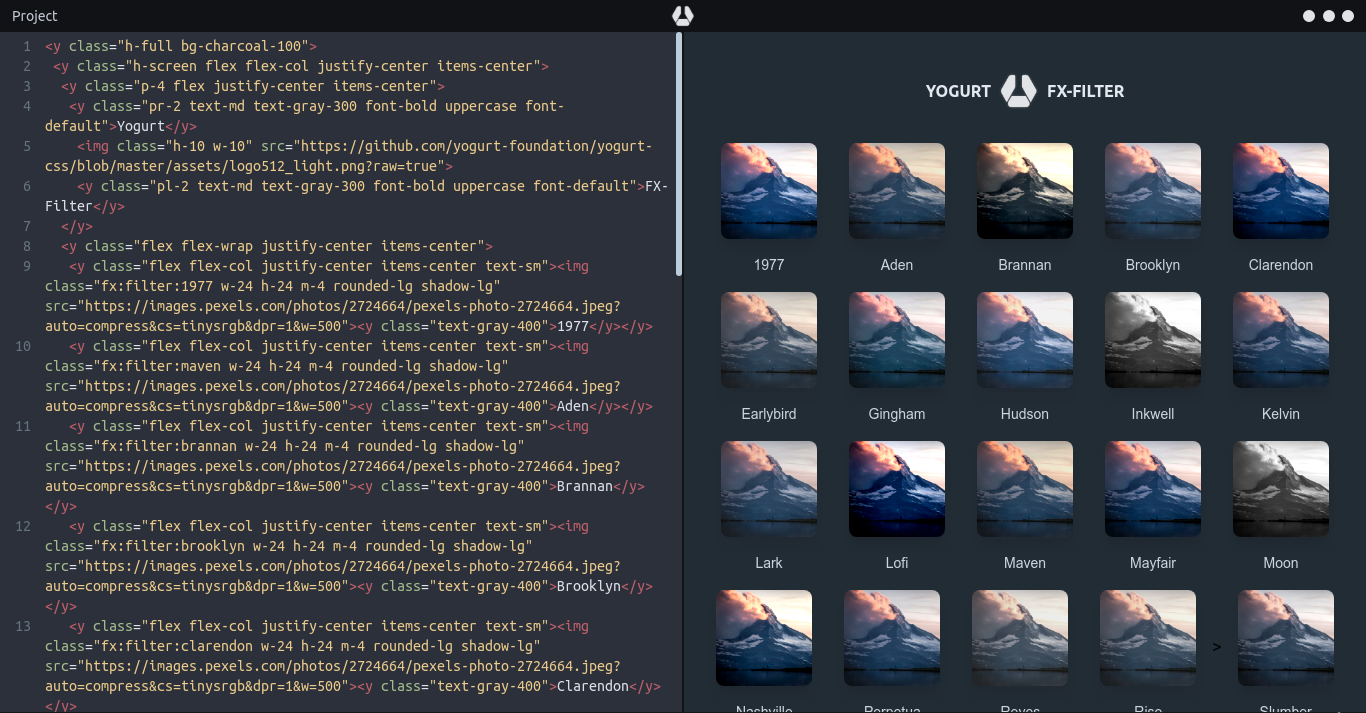 Project
1 <y class="h-full bg-charcoal-100">
2 <y class="h-screen flex flex-col justify-center items-center">
3 <y class="p-4 flex justify-center items-center">
4 <y class="pr-2 text-md text-gray-300 font-bold uppercase font-
default">Yogurt</y>
5 <img class="h-10 w-10" src="https://github.com/yogurt-foundation/yogurt-
css/blob/master/assets/logo512_light.png?raw=true">
6 <y class="pl-2 text-md text-gray-300 font-bold uppercase font-default">FX-
Filter</y>
7 </y>
8 <y class="flex flex-wrap justify-center items-center">
9 <y class="flex flex-col justify-center items-center text-sm"><img
class="fx:filter:1977 w-24 h-24 m-4 rounded-lg shadow-lg"
src="https://images.pexels.com/photos/2724664/pexels-photo-2724664.jpeg?
auto=compress&cs=tinysrgb&dpr=1&w=500"><y class="text-gray-400">1977</y></y>
10 <y class="flex flex-col justify-center items-center text-sm"><img
class="fx:filter:maven w-24 h-24 m-4 rounded-lg shadow-lg"
src="https://images.pexels.com/photos/2724664/pexels-photo-2724664.jpeg?
auto=compress&cs=tinysrgb&dpr=1&w=500"><y class="text-gray-400">Aden</y></y>
11 <y class="flex flex-col justify-center items-center text-sm"><img
class="fx:filter:brannan w-24 h-24 m-4 rounded-lg shadow-lg"
src="https://images.pexels.com/photos/2724664/pexels-photo-2724664.jpeg?
auto=compress&cs=tinysrgb&dpr=1&w=500"><y class="text-gray-400">Brannan</y>
</y>
12 <y class="flex flex-col justify-center items-center text-sm"><img
class="fx:filter:brooklyn w-24 h-24 m-4 rounded-lg shadow-lg"
src="https://images.pexels.com/photos/2724664/pexels-photo-2724664.jpeg?
auto=compress&cs=tinysrgb&dpr=1&w=500"><y class="text-gray-400">Brooklyn</y>
</y>
13 <y class="flex flex-col justify-center items-center text-sm"><img
class="fx:filter:clarendon w-24 h-24 m-4 rounded-lg shadow-lg"
src="https://images.pexels.com/photos/2724664/pexels-photo-2724664.jpeg?
auto=compress&cs=tinysrgb&dpr=1&w=500"><y class="text-gray-400">Clarendon</y>
</y>
YOGURT FX-FILTER
1977 Aden Brannan Brooklyn Clarendon
Earlybird Gingham Hudson Inkwell Kelvin
Lark Lofi Maven Mayfair Moon
>
Nashville Perpetua Reyes Rise Slumber